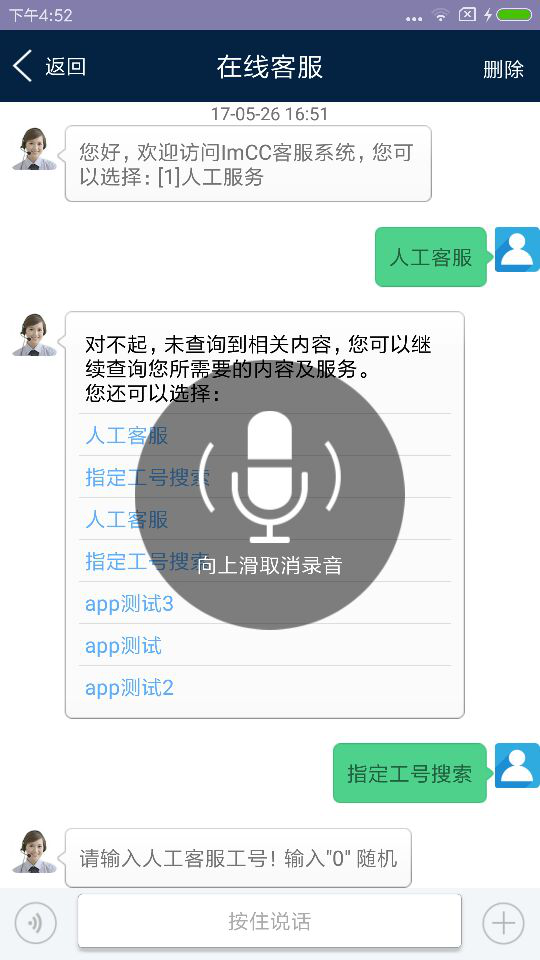 下午4:52
返回
在线客服
删除
17-05-26 16:51
您好，欢迎访问ImCC客服系统，您可
以选择：[1]人工服务
人工客服
对不起，未查询到相关内容，您可以继
续查询您所需要的内容及服务。
您还可以选择：
人工客服
指定工号搜索
人工客服
指定工号搜索
向上滑取消录音
app测试3
app测试
app测试2
指定工号搜索
请输入人工客服工号！输入"0" 随机
按住说话